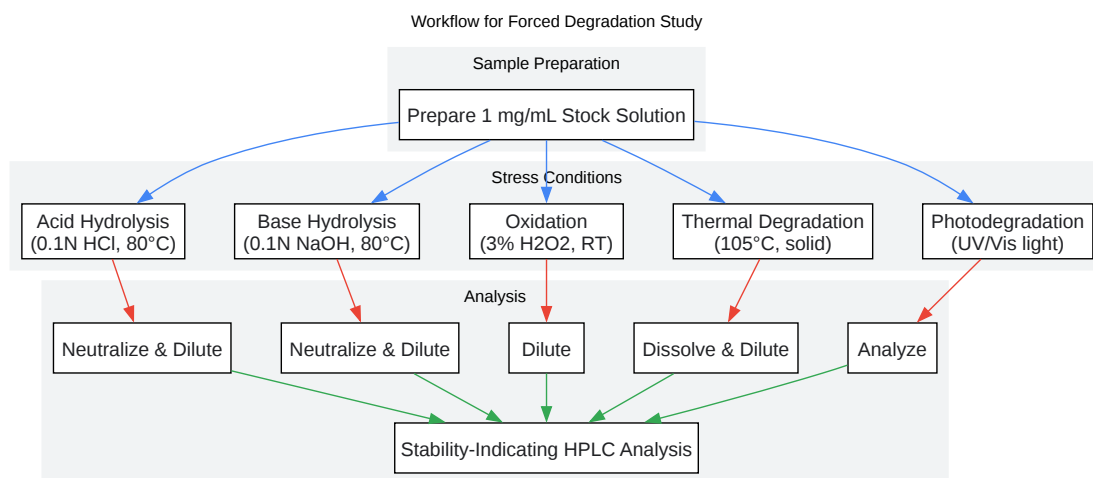 Workflow for Forced Degradation Study
Sample Preparation
Prepare 1 mg/mL Stock Solution
Stress Conditions
Acid Hydrolysis
(0.1N HCl, 80°C)
Base Hydrolysis
(0.1N NaOH, 80°C)
Oxidation
(3% H2O2, RT)
Thermal Degradation
(105°C, solid)
Photodegradation
(UV/Vis light)
Analysis
Neutralize & Dilute
Neutralize & Dilute
Dilute
Dissolve & Dilute
Analyze
Stability-Indicating HPLC Analysis